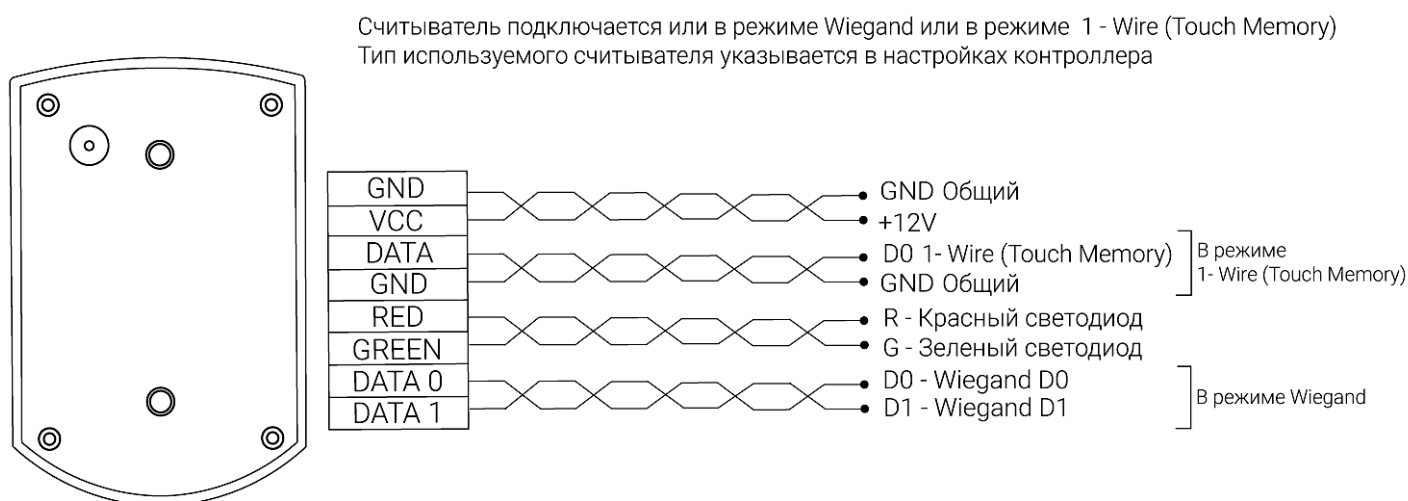 Считыватель подключается или в режиме Wiegand или в режиме 1 - Wire (Touch Memory)
Тип используемого считывателя указывается в настройках контроллера
GND
VCC
DATA
GND
RED
GREEN
DATA 0
DATA 1
GND Общий
+12V
D0 1- Wire (Touch Memory)
GND Общий
R - Красный светодиод
G - Зеленый светодиод
D0 - Wiegand D0
D1 - Wiegand D1
В режиме
1- Wire (Touch Memory)
В режиме Wiegand